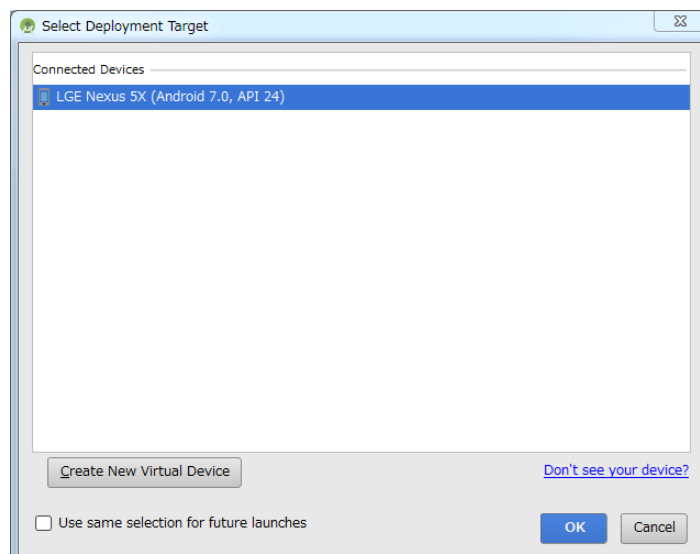 Select Deployment Target
Connected Devices
LGE Nexus 5X (Android 7.0, API 24)
Create New Virtual Device
Don't see your device?
Use same selection for future launches
OK
Cancel